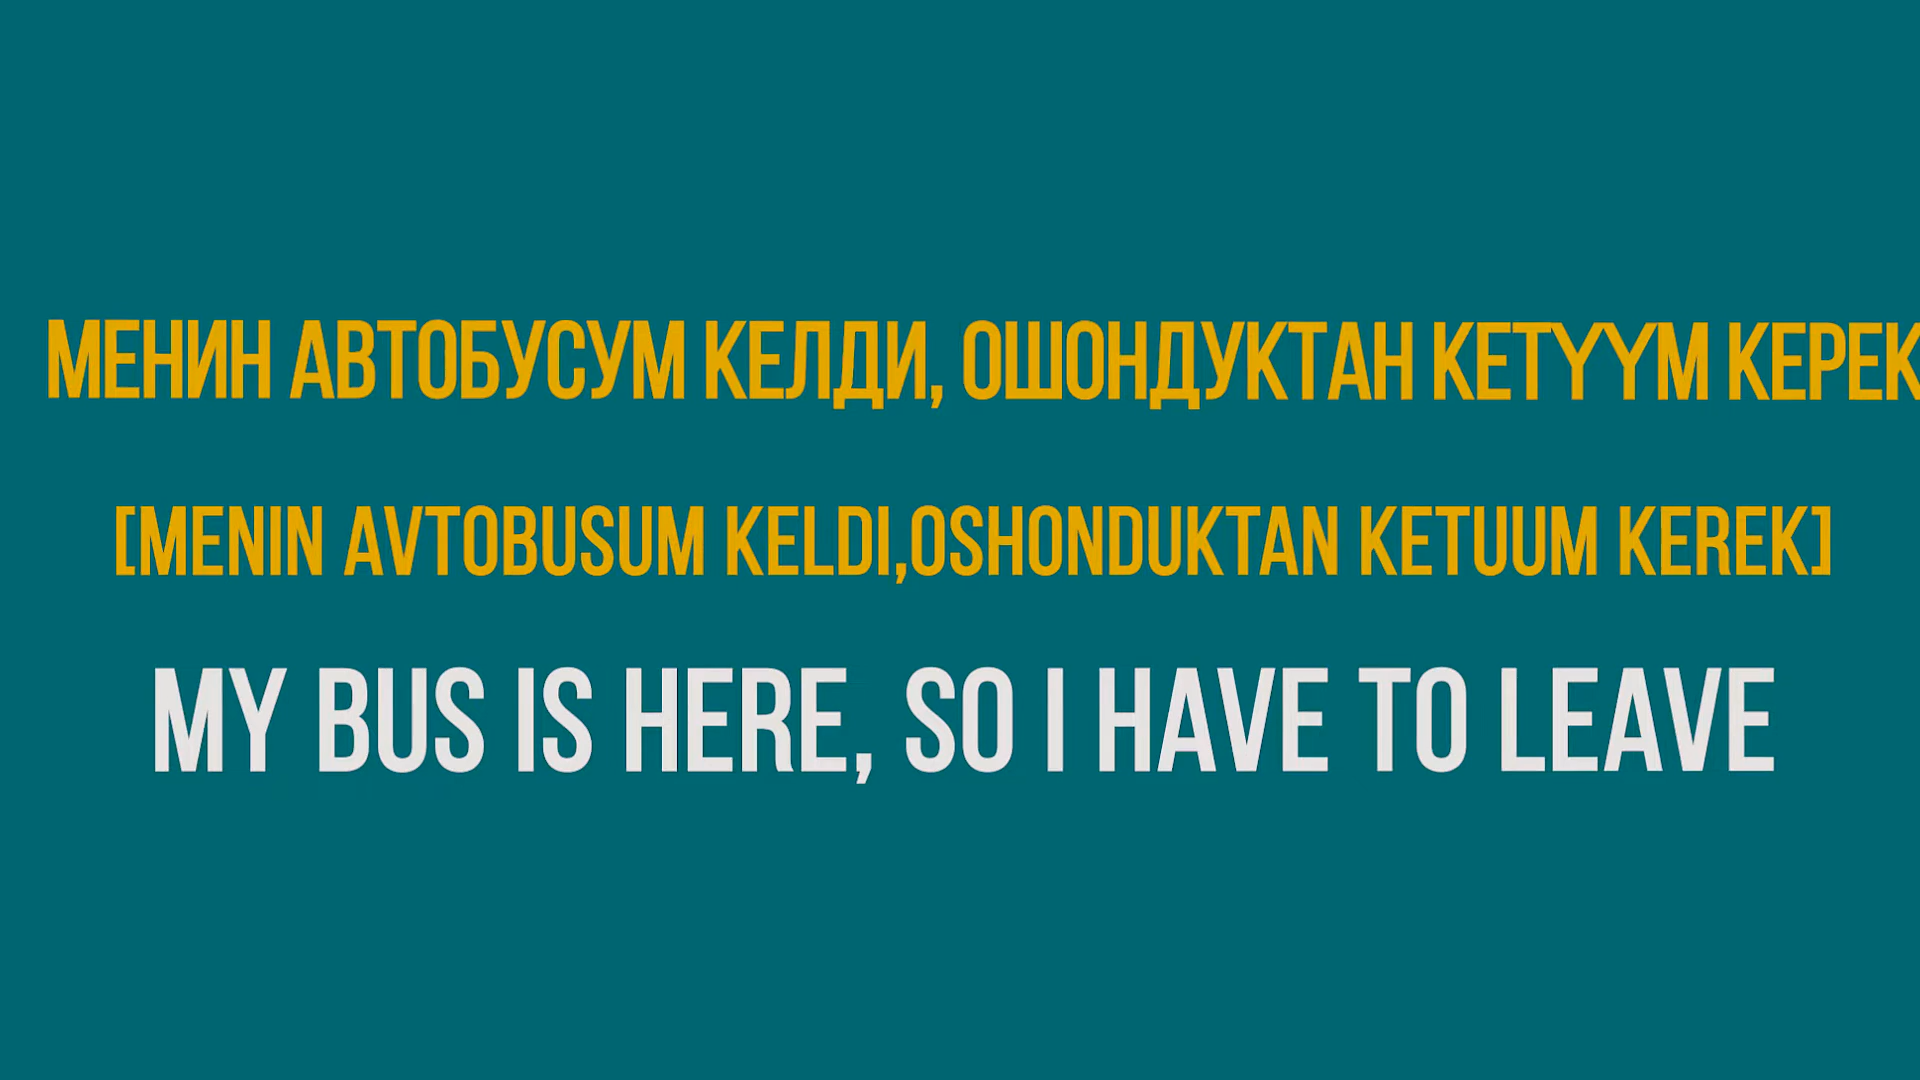 МЕНИН АВТОБУСУМ КЕЛДИ, ОШОНДУКТАН КЕТҮҮМ КЕРЕК
[MENIN AVTOBUSUM KELDI,OSHONDUKTAN KETUUM KEREK]
MY BUS IS HERE, SO I HAVE TO LEAVE